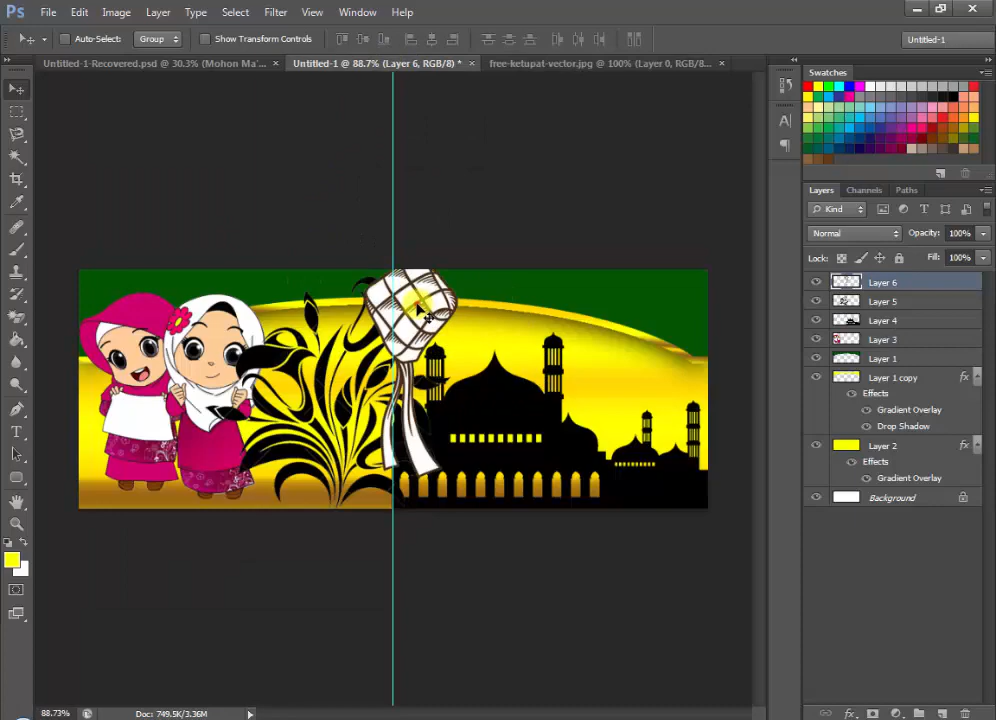 Ps File Edit Image Layer Type Select Filter View Window Help
Auto-Select: Group Show Transform Controls Untitled-1
Untitled-1-Recovered.psd @ 30.3% (Mohon Ma'... × Untitled-1 @ 88.7% (Layer 6, RGB/8) * × free-ketupat-vector.jpg @ 100% (Layer 0, RGB/8... ×
Swatches
Layers Channels Paths
Kind
Normal Opacity: 100%
Lock: Fill: 100%
Layer 6
Layer 5
Layer 4
Layer 3
Layer 1
Layer 1 copy fx
Effects
Gradient Overlay
Drop Shadow
Layer 2 fx
Effects
Gradient Overlay
Background
88.73% Doc: 749.5K/3.36M